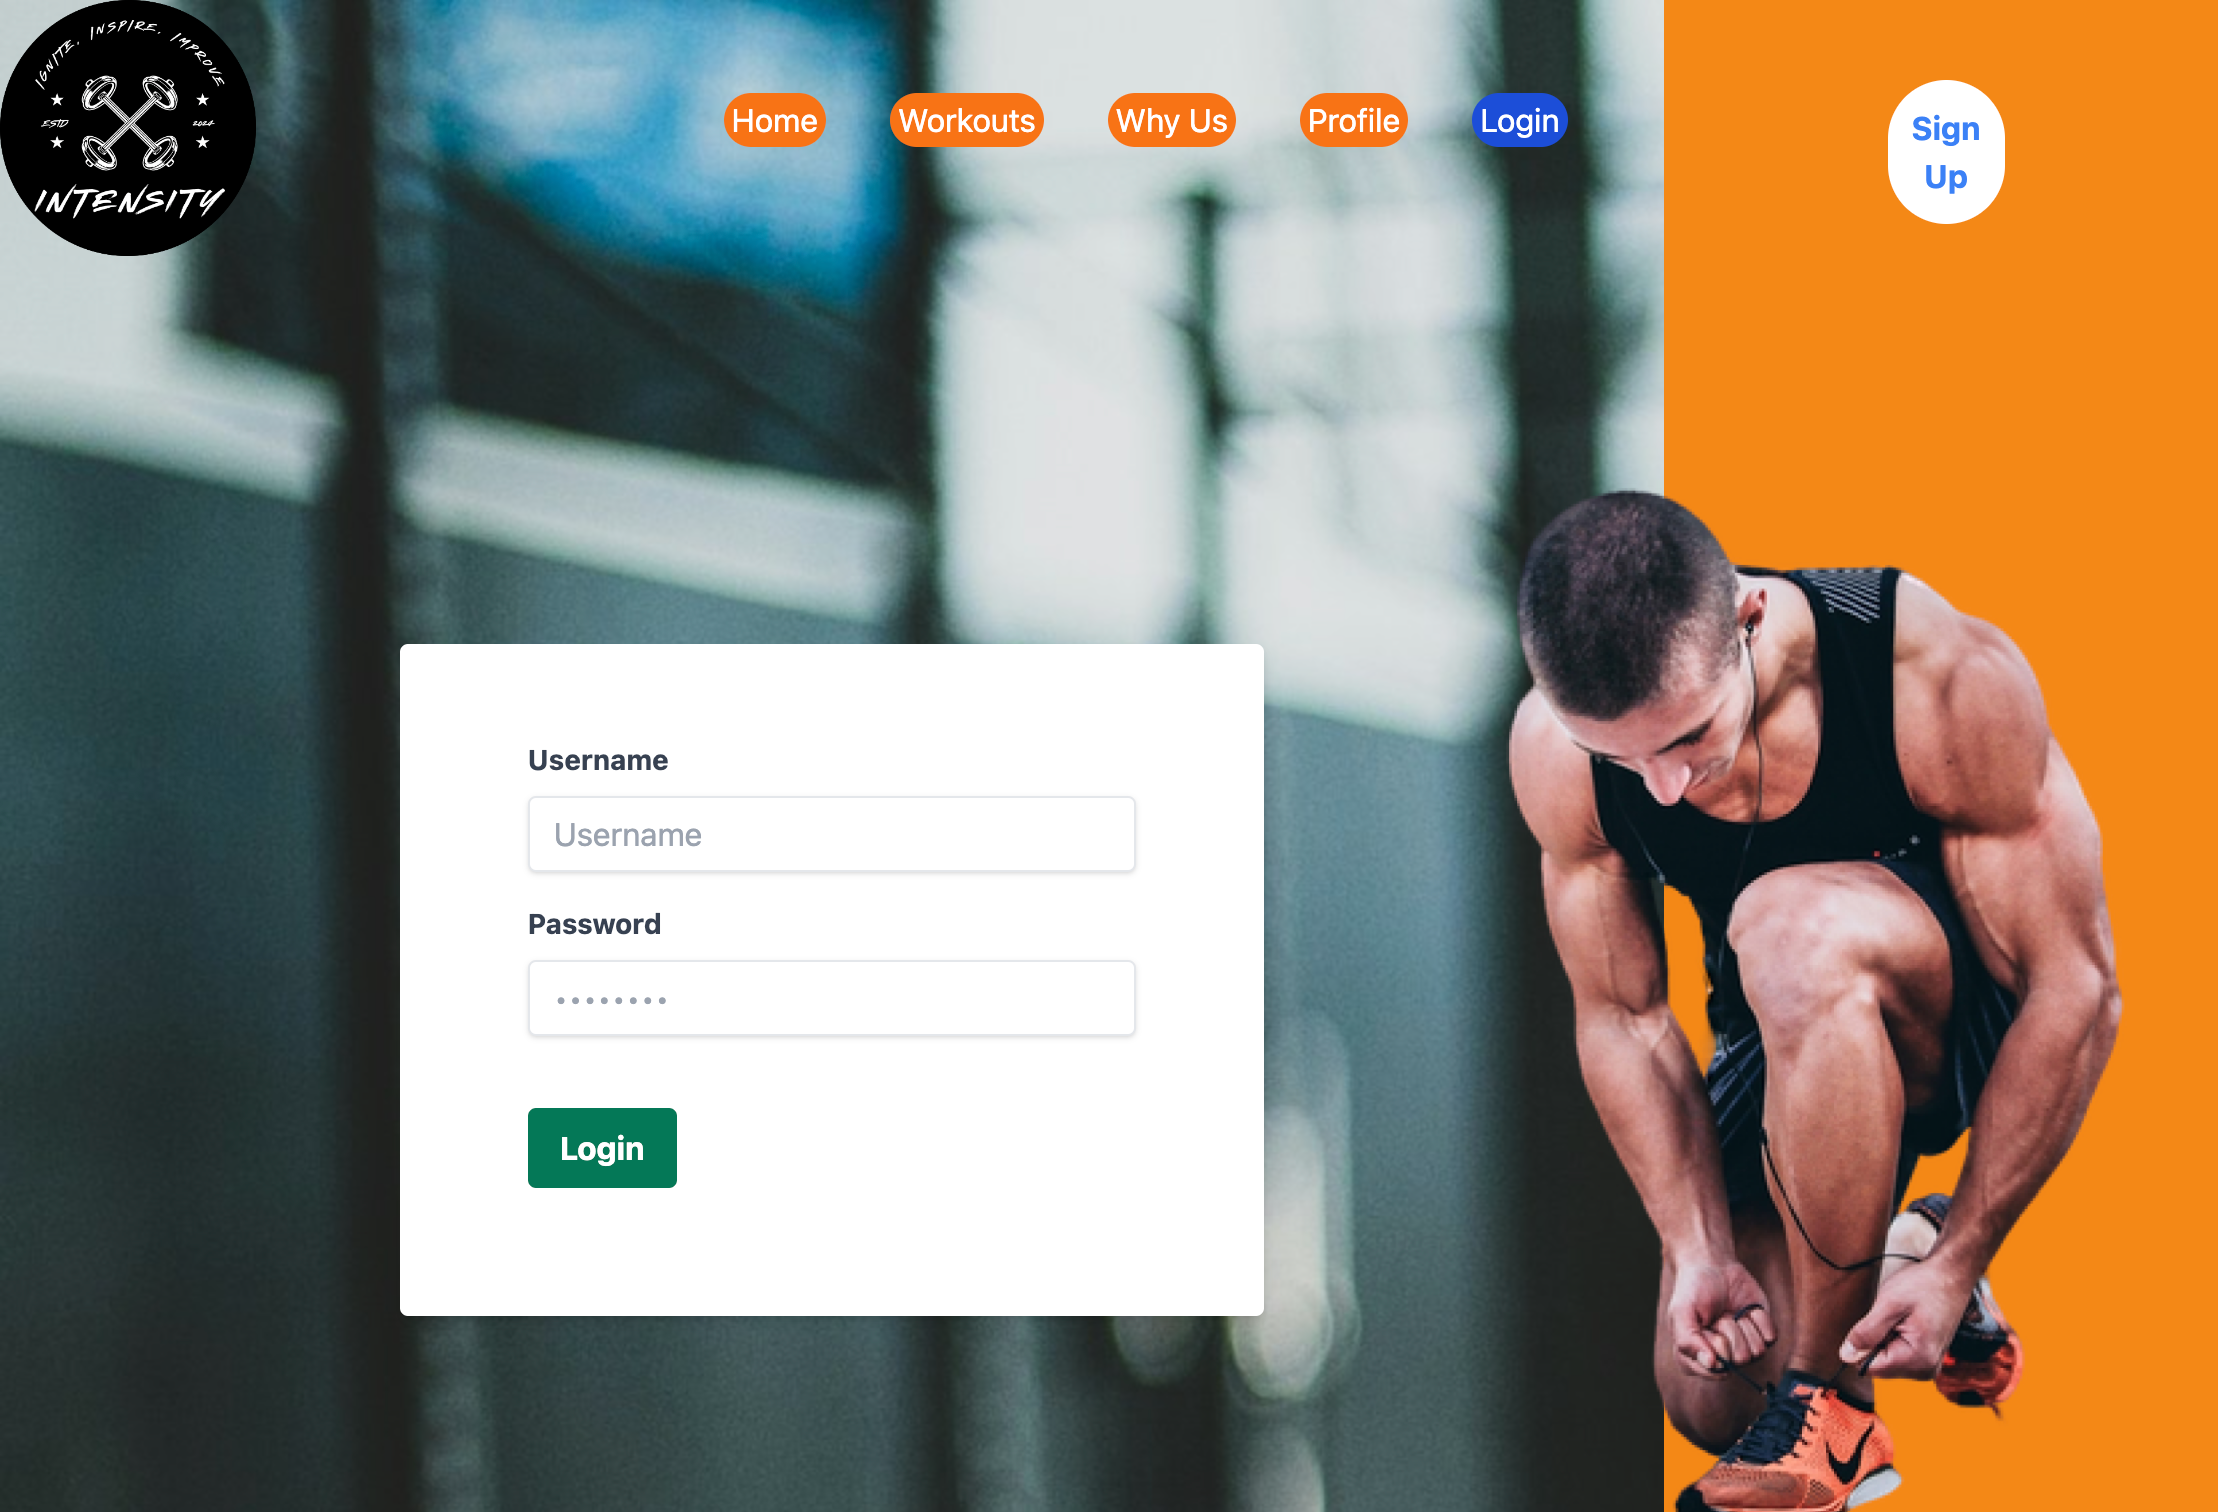 IGNITE. INSPIRE. IMPROVE
ESTD 2024
INTENSITY
Home Workouts Why Us Profile Login
Sign
Up
Username
Username
Password
Login